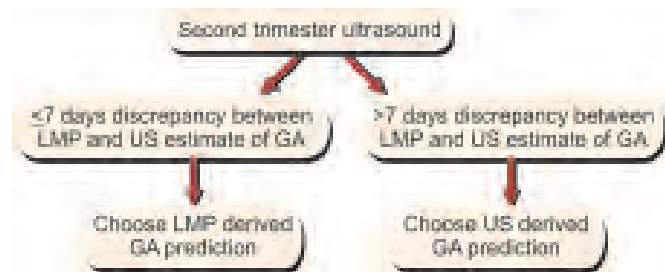 Second trimester ultrasound
≤7 days discrepancy between
LMP and US estimate of GA
>7 days discrepancy between
LMP and US estimate of GA
Choose LMP derived
GA prediction
Choose US derived
GA prediction